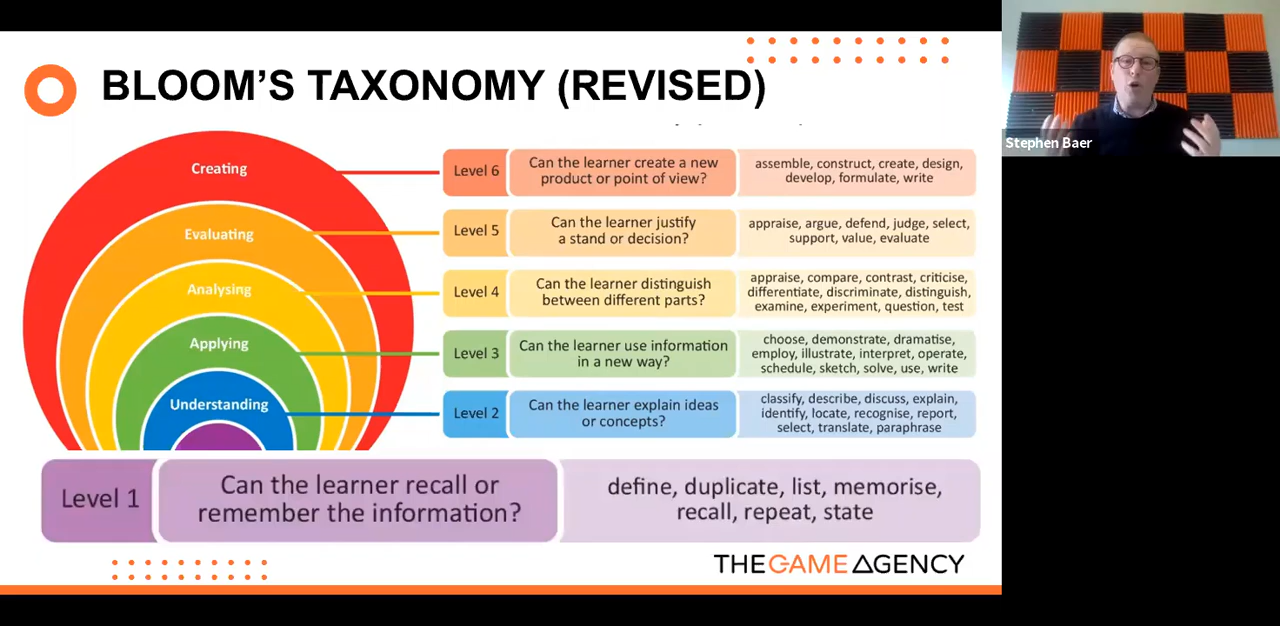 BLOOM'S TAXONOMY (REVISED)
Creating
Level 6
Can the learner create a new
product or point of view?
assemble, construct, create, design,
develop, formulate, write
Evaluating
Level 5
Can the learner justify
a stand or decision?
appraise, argue, defend, judge, select,
support, value, evaluate
Analysing
Level 4
Can the learner distinguish
between different parts?
appraise, compare, contrast, criticise,
differentiate, discriminate, distinguish,
examine, experiment, question, test
Applying
Level 3
Can the learner use information
in a new way?
choose, demonstrate, dramatise,
employ, illustrate, interpret, operate,
schedule, sketch, solve, use, write
Understanding
Level 2
Can the learner explain ideas
or concepts?
classify, describe, discuss, explain,
identify, locate, recognise, report,
select, translate, paraphrase
Level 1
Can the learner recall or
remember the information?
define, duplicate, list, memorise,
recall, repeat, state
THEGAMEAGENCY
Stephen Baer